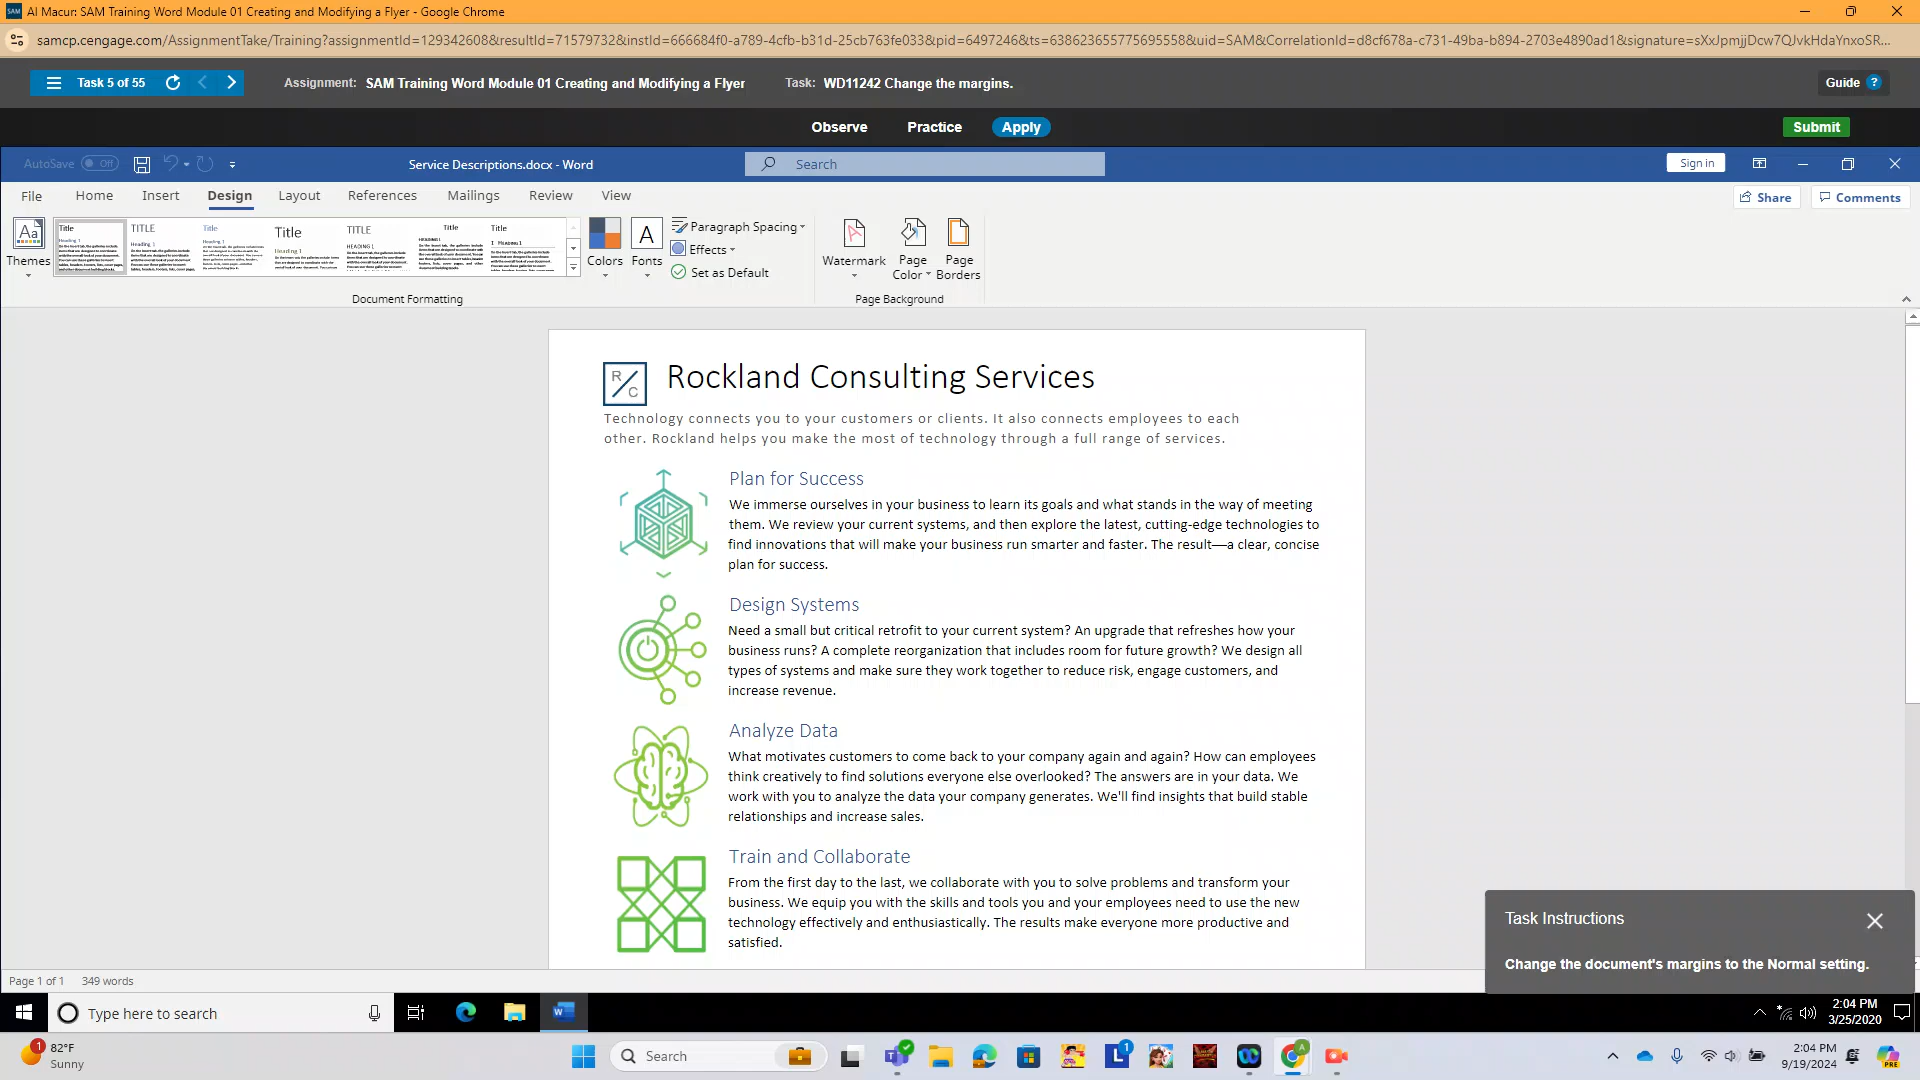 AI Macur: SAM Training Word Module 01 Creating and Modifying a Flyer - Google Chrome
samcp.cengage.com/AssignmentTake/Training?assignmentId=129342608&resultId=71579732&instId=666684f0-a789-4cfb-b31d-25cb763fe033&pid=6497246&ts=638623655775695558&uid=SAM&CorrelationId=d8cf678a-c731-49ba-b894-2703e4890ad1&signature=sXxJpmjjDcw7QJvkHdaYnxoSR...
Task 5 of 55 Assignment: SAM Training Word Module 01 Creating and Modifying a Flyer Task: WD11242 Change the margins. Guide ?
Observe Practice Apply Submit
AutoSave Off Service Descriptions.docx - Word Search Sign in
File Home Insert Design Layout References Mailings Review View Share Comments
Themes Colors Fonts Paragraph Spacing
Effects
Set as Default
Watermark Page Color Page Borders
Document Formatting Page Background
R C
Rockland Consulting Services
Technology connects you to your customers or clients. It also connects employees to each
other. Rockland helps you make the most of technology through a full range of services.
Plan for Success
We immerse ourselves in your business to learn its goals and what stands in the way of meeting
them. We review your current systems, and then explore the latest, cutting-edge technologies to
find innovations that will make your business run smarter and faster. The result—a clear, concise
plan for success.
Design Systems
Need a small but critical retrofit to your current system? An upgrade that refreshes how your
business runs? A complete reorganization that includes room for future growth? We design all
types of systems and make sure they work together to reduce risk, engage customers, and
increase revenue.
Analyze Data
What motivates customers to come back to your company again and again? How can employees
think creatively to find solutions everyone else overlooked? The answers are in your data. We
work with you to analyze the data your company generates. We'll find insights that build stable
relationships and increase sales.
Train and Collaborate
From the first day to the last, we collaborate with you to solve problems and transform your
business. We equip you with the skills and tools you and your employees need to use the new
technology effectively and enthusiastically. The results make everyone more productive and
satisfied.
Task Instructions
Change the document's margins to the Normal setting.
Page 1 of 1 349 words
Type here to search
2:04 PM
3/25/2020
82°F
Sunny
Search
2:04 PM
9/19/2024